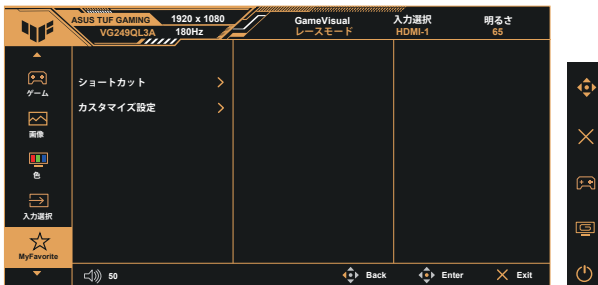 ASUS TUF GAMING 1920 x 1080
VG249QL3A 180Hz
GameVisual
レースモード
入力選択
HDMI-1
明るさ
65
ゲーム
画像
色
入力選択
MyFavorite
ショートカット
カスタマイズ設定
50
Back
Enter
Exit